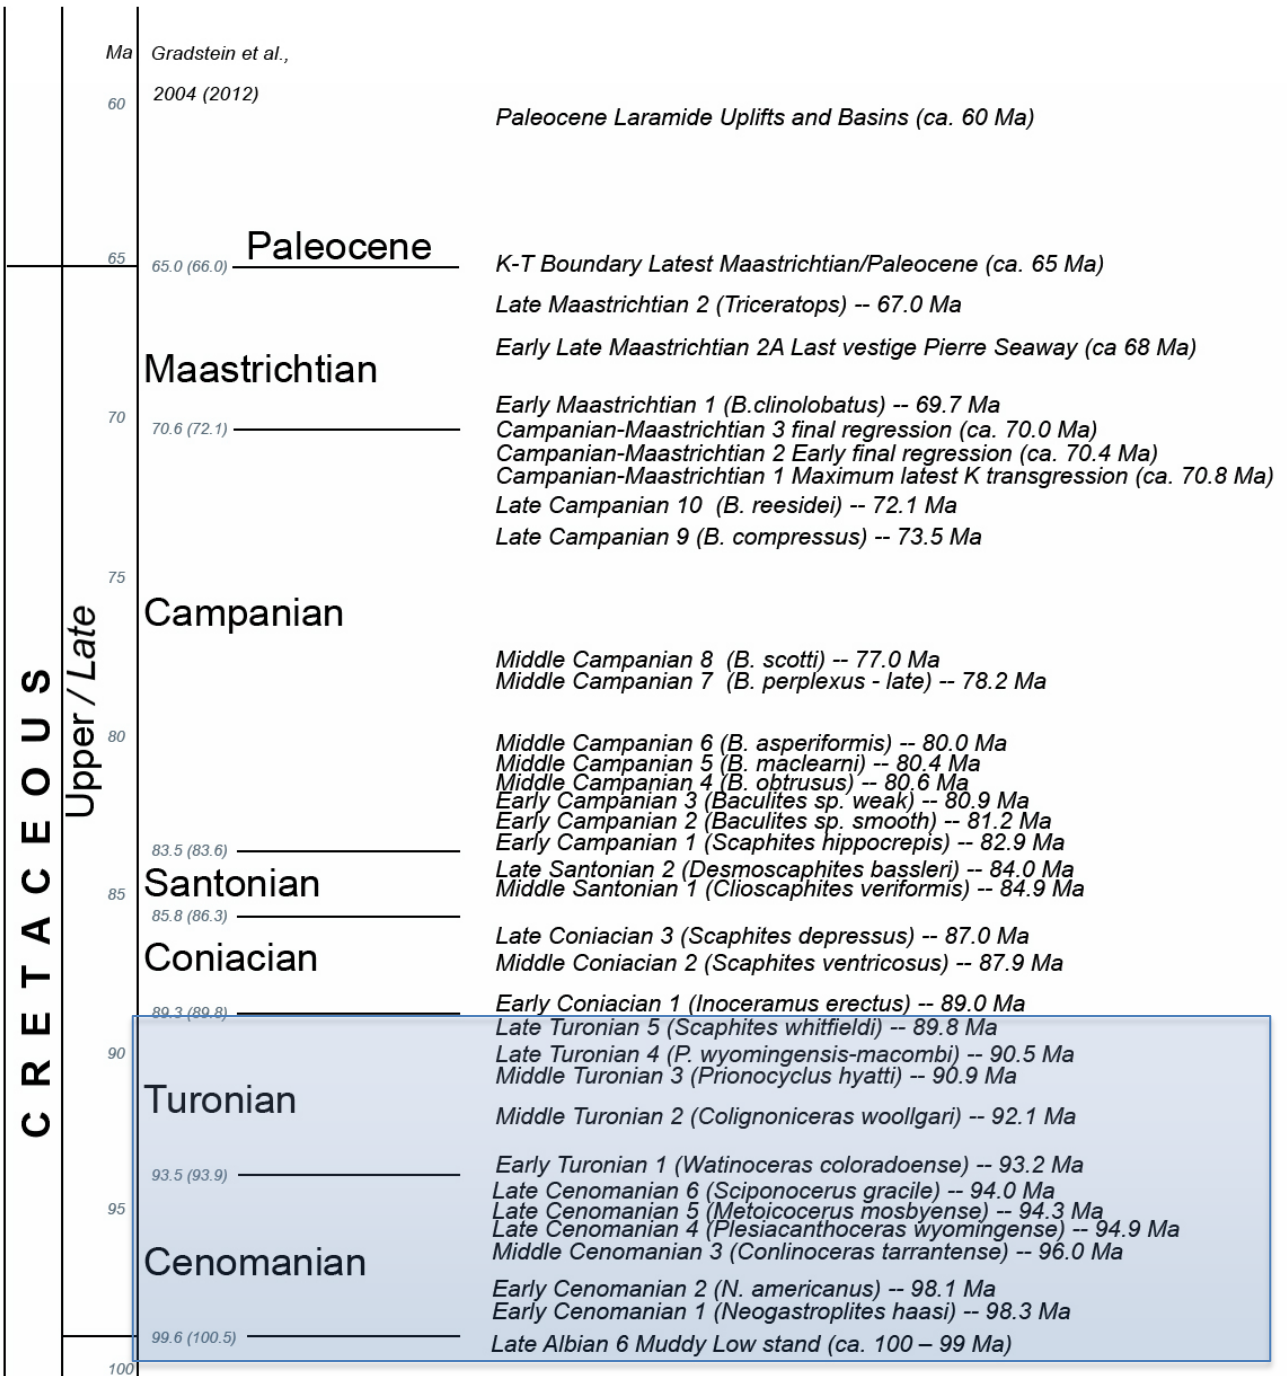 Ma
Gradstein et al.,
2004 (2012)
60
Paleocene Laramide Uplifts and Basins (ca. 60 Ma)
65
65.0 (66.0)
Paleocene
K-T Boundary Latest Maastrichtian/Paleocene (ca. 65 Ma)
Late Maastrichtian 2 (Triceratops) -- 67.0 Ma
Early Late Maastrichtian 2A Last vestige Pierre Seaway (ca 68 Ma)
Maastrichtian
Early Maastrichtian 1 (B.clinolobatus) -- 69.7 Ma
70
70.6 (72.1)
Campanian-Maastrichtian 3 final regression (ca. 70.0 Ma)
Campanian-Maastrichtian 2 Early final regression (ca. 70.4 Ma)
Campanian-Maastrichtian 1 Maximum latest K transgression (ca. 70.8 Ma)
Late Campanian 10 (B. reesidei) -- 72.1 Ma
Late Campanian 9 (B. compressus) -- 73.5 Ma
75
Campanian
Middle Campanian 8 (B. scotti) -- 77.0 Ma
Middle Campanian 7 (B. perplexus - late) -- 78.2 Ma
80
Middle Campanian 6 (B. asperiformis) -- 80.0 Ma
Middle Campanian 5 (B. maclearni) -- 80.4 Ma
Middle Campanian 4 (B. obtrusus) -- 80.6 Ma
Early Campanian 3 (Baculites sp. weak) -- 80.9 Ma
Early Campanian 2 (Baculites sp. smooth) -- 81.2 Ma
Early Campanian 1 (Scaphites hippocrepis) -- 82.9 Ma
83.5 (83.6)
Santonian
Late Santonian 2 (Desmoscaphites bassleri) -- 84.0 Ma
Middle Santonian 1 (Clioscaphites veriformis) -- 84.9 Ma
85
85.8 (86.3)
Late Coniacian 3 (Scaphites depressus) -- 87.0 Ma
Coniacian
Middle Coniacian 2 (Scaphites ventricosus) -- 87.9 Ma
Early Coniacian 1 (Inoceramus erectus) -- 89.0 Ma
89.3 (89.8)
Late Turonian 5 (Scaphites whitfieldi) -- 89.8 Ma
90
Late Turonian 4 (P. wyomingensis-macombi) -- 90.5 Ma
Middle Turonian 3 (Prionocyclus hyatti) -- 90.9 Ma
Turonian
Middle Turonian 2 (Colignoniceras woollgari) -- 92.1 Ma
Early Turonian 1 (Watinoceras coloradoense) -- 93.2 Ma
93.5 (93.9)
Late Cenomanian 6 (Sciponocerus gracile) -- 94.0 Ma
95
Late Cenomanian 5 (Metoicocerus mosbyense) -- 94.3 Ma
Late Cenomanian 4 (Plesiacanthoceras wyomingense) -- 94.9 Ma
Middle Cenomanian 3 (Conlinoceras tarrantense) -- 96.0 Ma
Cenomanian
Early Cenomanian 2 (N. americanus) -- 98.1 Ma
Early Cenomanian 1 (Neogastroplites haasi) -- 98.3 Ma
99.6 (100.5)
Late Albian 6 Muddy Low stand (ca. 100 – 99 Ma)
100
CRETACEOUS
Upper / Late